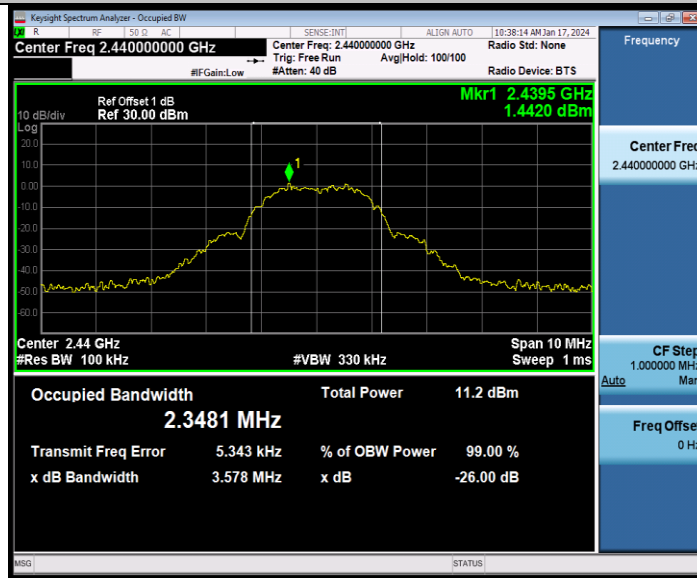 Keysight Spectrum Analyzer - Occupied BW
LXI R RF 50 Ω AC SENSE:INT ALIGN AUTO 10:38:14 AM Jan 17, 2024
Center Freq 2.440000000 GHz Center Freq: 2.440000000 GHz Radio Std: None
Trig: Free Run Avg|Hold: 100/100
#IFGain:Low #Atten: 40 dB Radio Device: BTS
Frequency
Ref Offset 1 dB
10 dB/div Ref 30.00 dBm
Mkr1 2.4395 GHz
1.4420 dBm
Log
20.0
10.0
1
0.00
-10.0
-20.0
-30.0
-40.0
-50.0
-60.0
Center 2.44 GHz Span 10 MHz
#Res BW 100 kHz #VBW 330 kHz Sweep 1 ms
Occupied Bandwidth Total Power 11.2 dBm
2.3481 MHz
Transmit Freq Error 5.343 kHz % of OBW Power 99.00 %
x dB Bandwidth 3.578 MHz x dB -26.00 dB
Center Freq
2.440000000 GHz
CF Step
1.000000 MHz
Auto Man
Freq Offset
0 Hz
MSG STATUS